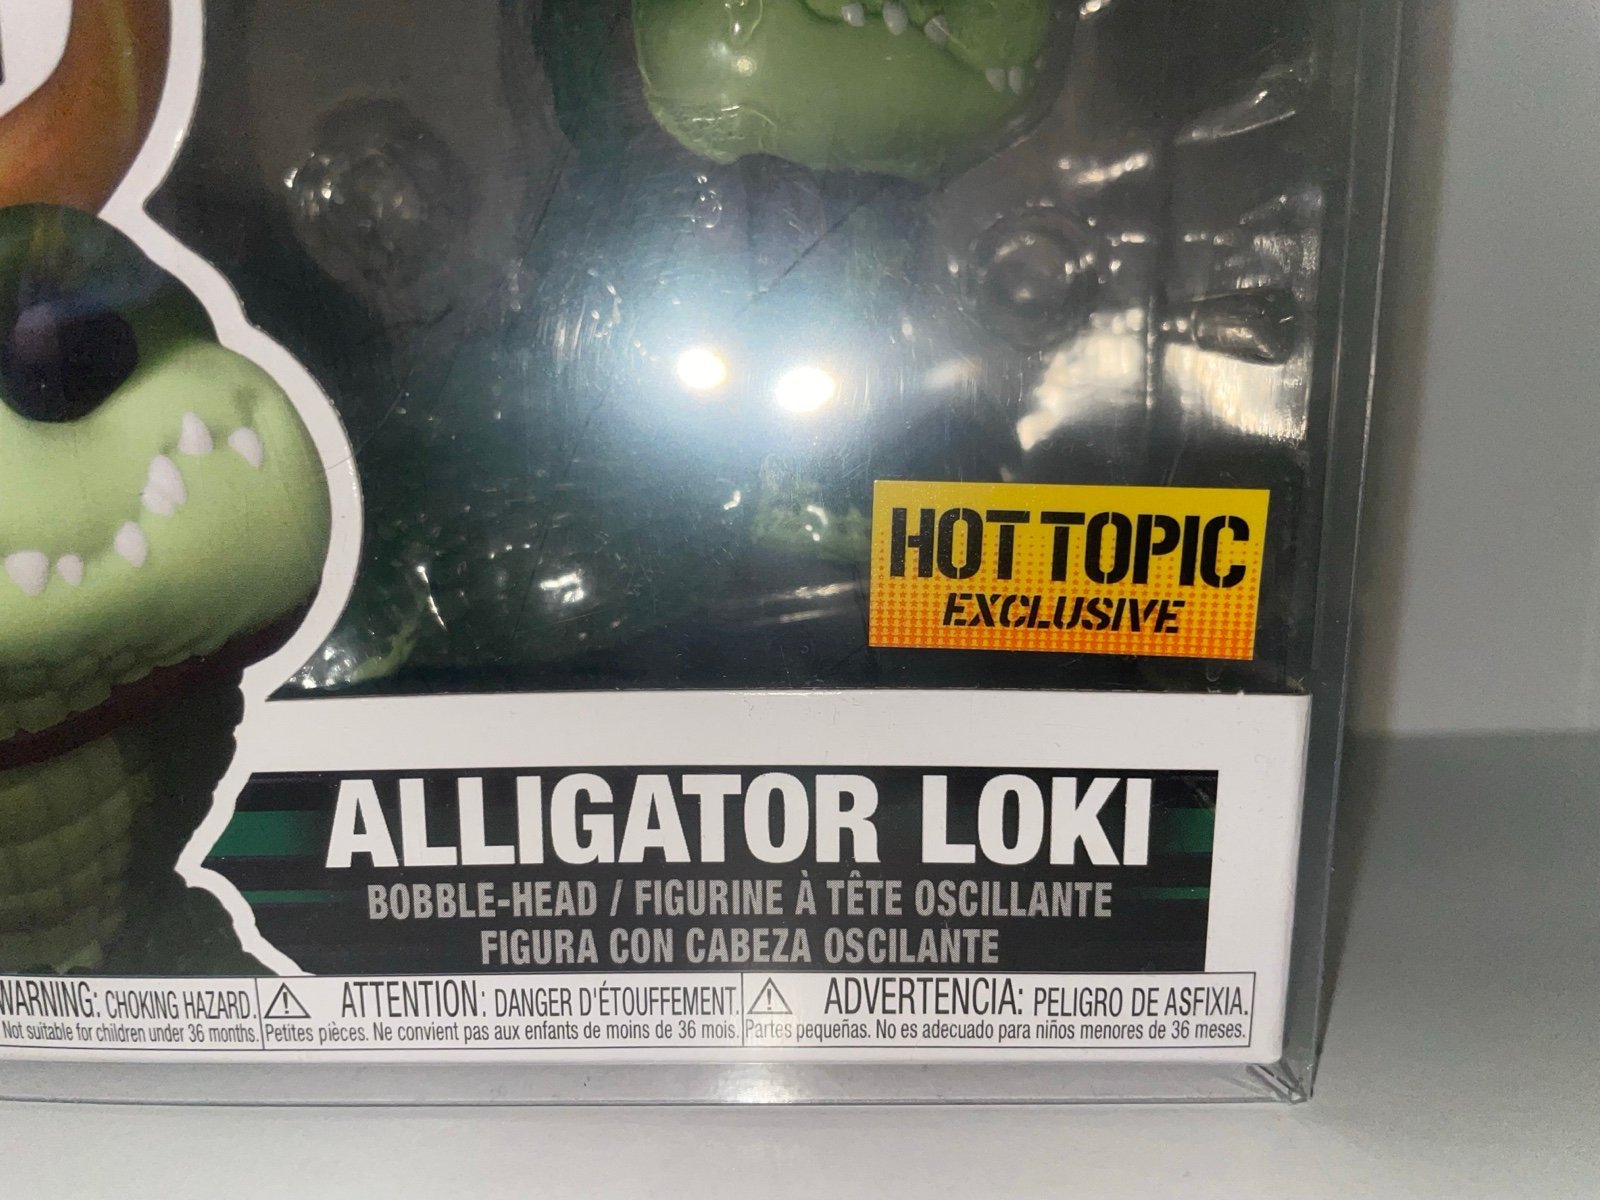 HOT TOPIC
EXCLUSIVE
ALLIGATOR LOKI
BOBBLE-HEAD / FIGURINE À TÊTE OSCILLANTE
FIGURA CON CABEZA OSCILANTE
WARNING: CHOKING HAZARD.
Not suitable for children under 36 months.
ATTENTION: DANGER D'ÉTOUFFEMENT.
Petites pièces. Ne convient pas aux enfants de moins de 36 mois.
ADVERTENCIA: PELIGRO DE ASFIXIA.
Partes pequeñas. No es adecuado para niños menores de 36 meses.